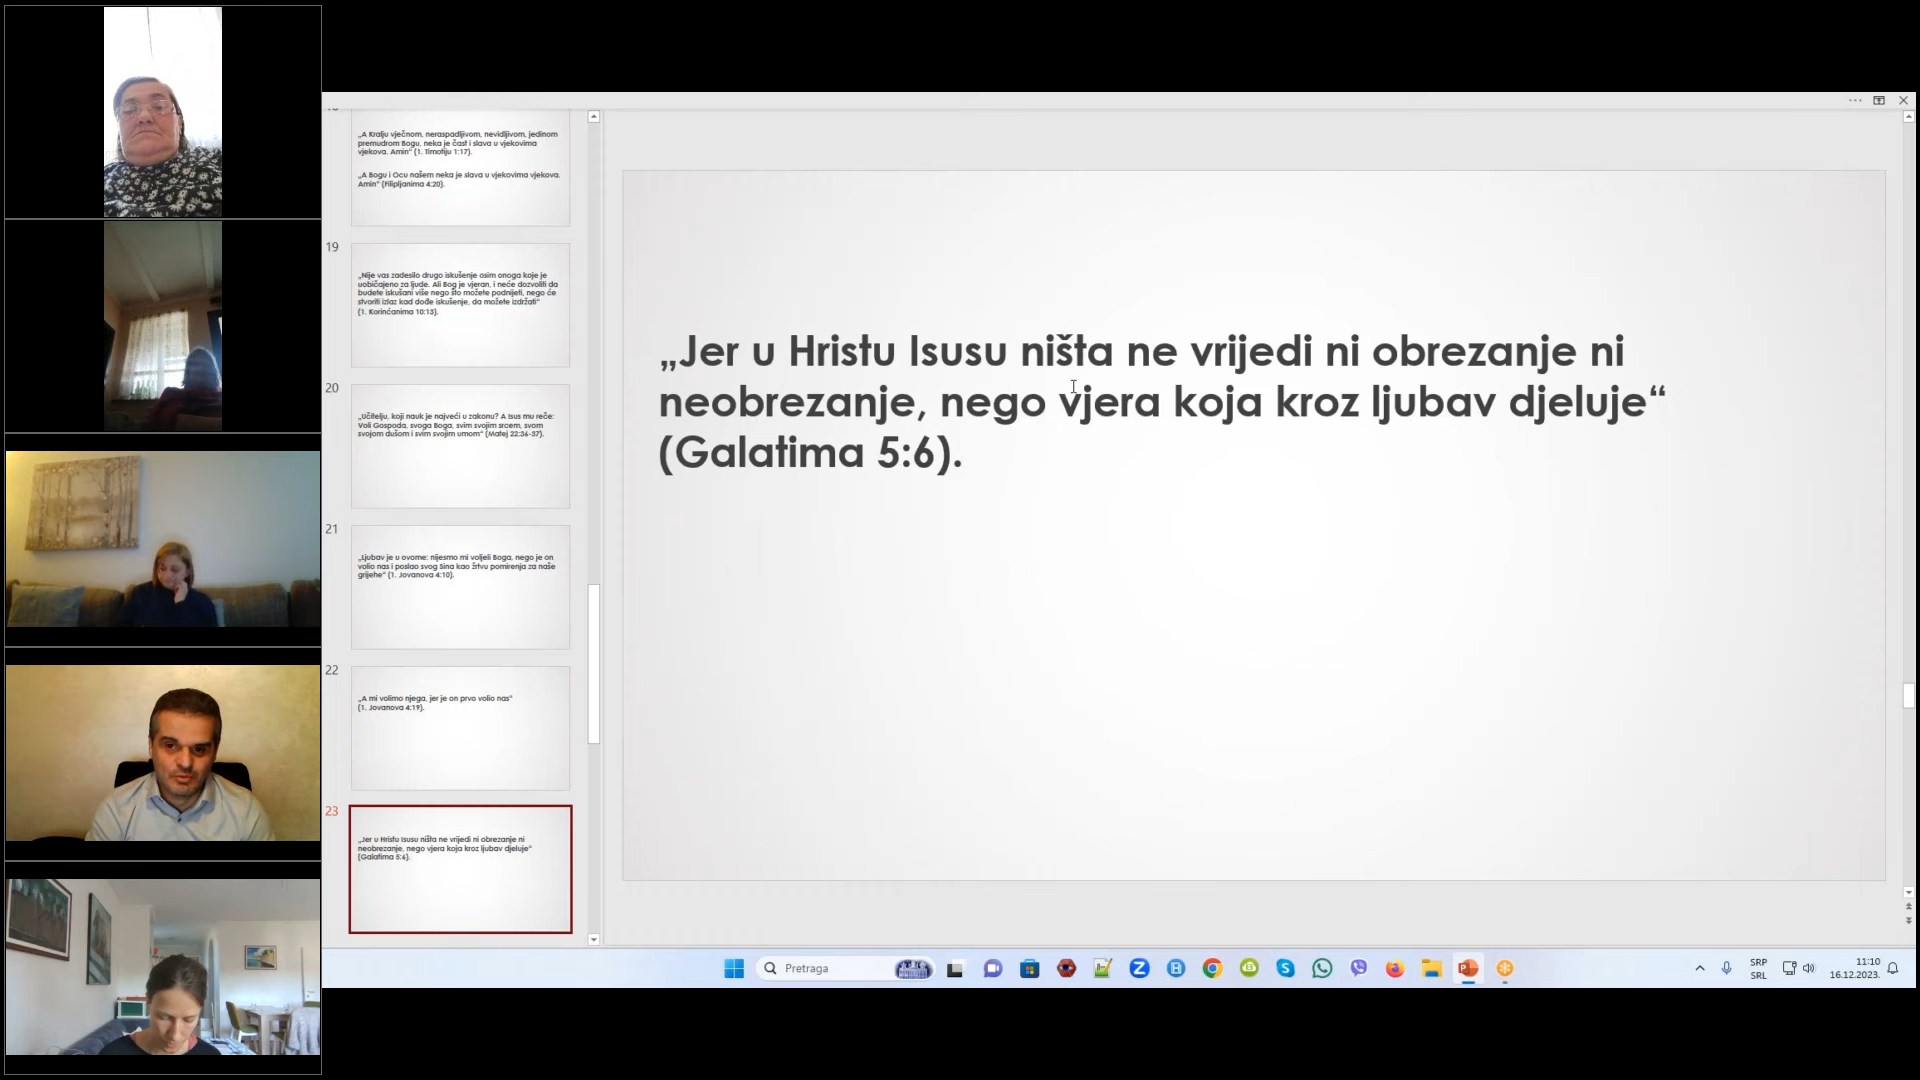 „A Kralju vječnom, neraspadljivom, nevidljivom, jedinom
premudrom Bogu, neka je čast i slava u vjekovima
vjekova. Amin“ (1. Timotiju 1:17).
„A Bogu i Ocu našem neka je slava u vjekovima vjekova.
Amin“ (Filipljanima 4:20).
19
„Nije vas zadesilo drugo iskušenje osim onoga koje je
uobičajeno za ljude. Ali Bog je vjeran, i neće dozvoliti da
budete iskušani više nego što možete podnijeti, nego će
stvoriti izlaz kad dođe iskušenje, da možete izdržati“
(1. Korinćanima 10:13).
20
„Učitelju, koji nauk je najveći u zakonu? A Isus mu reče:
Voli Gospoda, svoga Boga, svim svojim srcem, svom
svojom dušom i svim svojim umom“ (Matej 22:36-37).
21
„Ljubav je u ovome: nijesmo mi voljeli Boga, nego je on
volio nas i poslao svog Sina kao žrtvu pomirenja za naše
grijehe“ (1. Jovanova 4:10).
22
„A mi volimo njega, jer je on prvo volio nas“
(1. Jovanova 4:19).
23
„Jer u Hristu Isusu ništa ne vrijedi ni obrezanje ni
neobrezanje, nego vjera koja kroz ljubav djeluje“
(Galatima 5:6).
„Jer u Hristu Isusu ništa ne vrijedi ni obrezanje ni
neobrezanje, nego vjera koja kroz ljubav djeluje“
(Galatima 5:6).
Pretraga
SRP
SRL
11:10
16.12.2023.